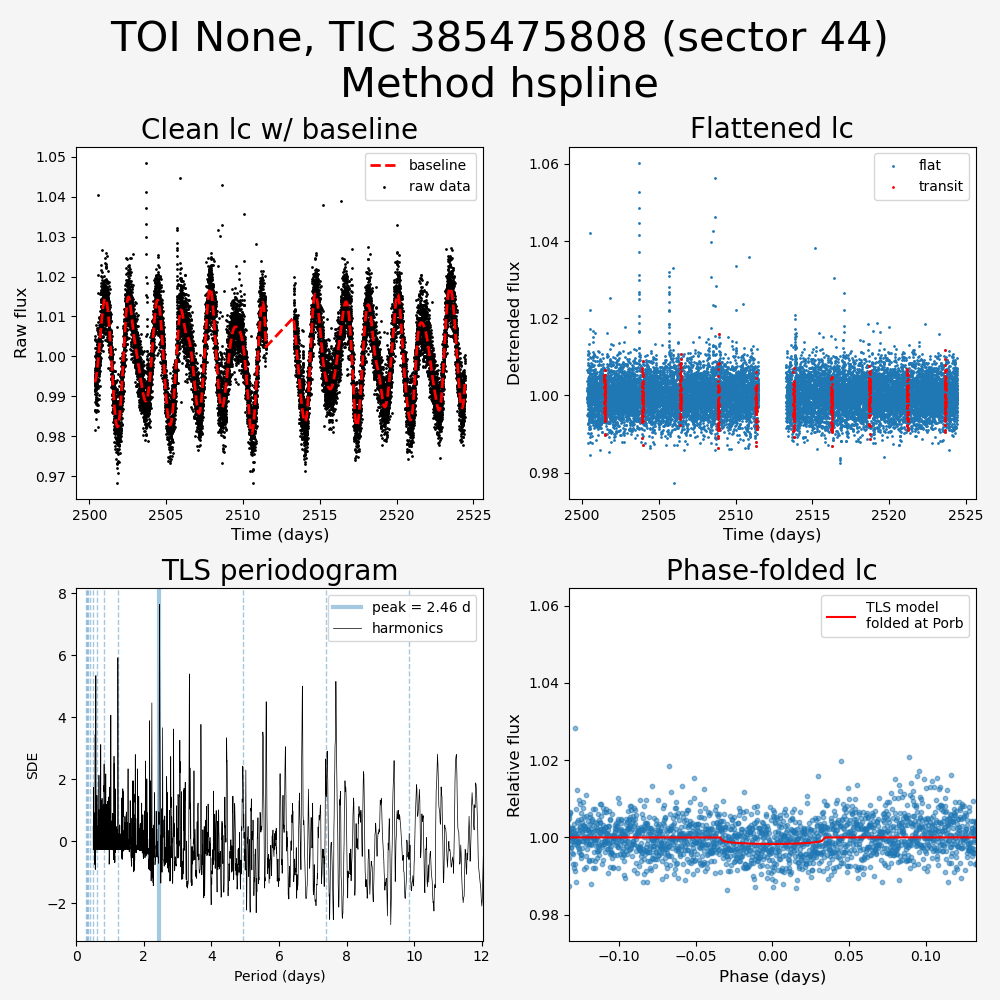 TOI None, TIC 385475808 (sector 44)
Method hspline
Clean lc w/ baseline
Flattened lc
1.05
1.04
1.03
1.02
1.01
1.00
0.99
0.98
0.97
Raw flux
baseline
raw data
2500
2505
2510
2515
2520
2525
Time (days)
1.06
1.04
1.02
1.00
0.98
Detrended flux
flat
transit
2500
2505
2510
2515
2520
2525
Time (days)
TLS periodogram
Phase-folded lc
8
6
4
2
0
−2
SDE
peak = 2.46 d
harmonics
0
2
4
6
8
10
12
Period (days)
1.06
1.04
1.02
1.00
0.98
Relative flux
TLS model
folded at Porb
−0.10
−0.05
0.00
0.05
0.10
Phase (days)